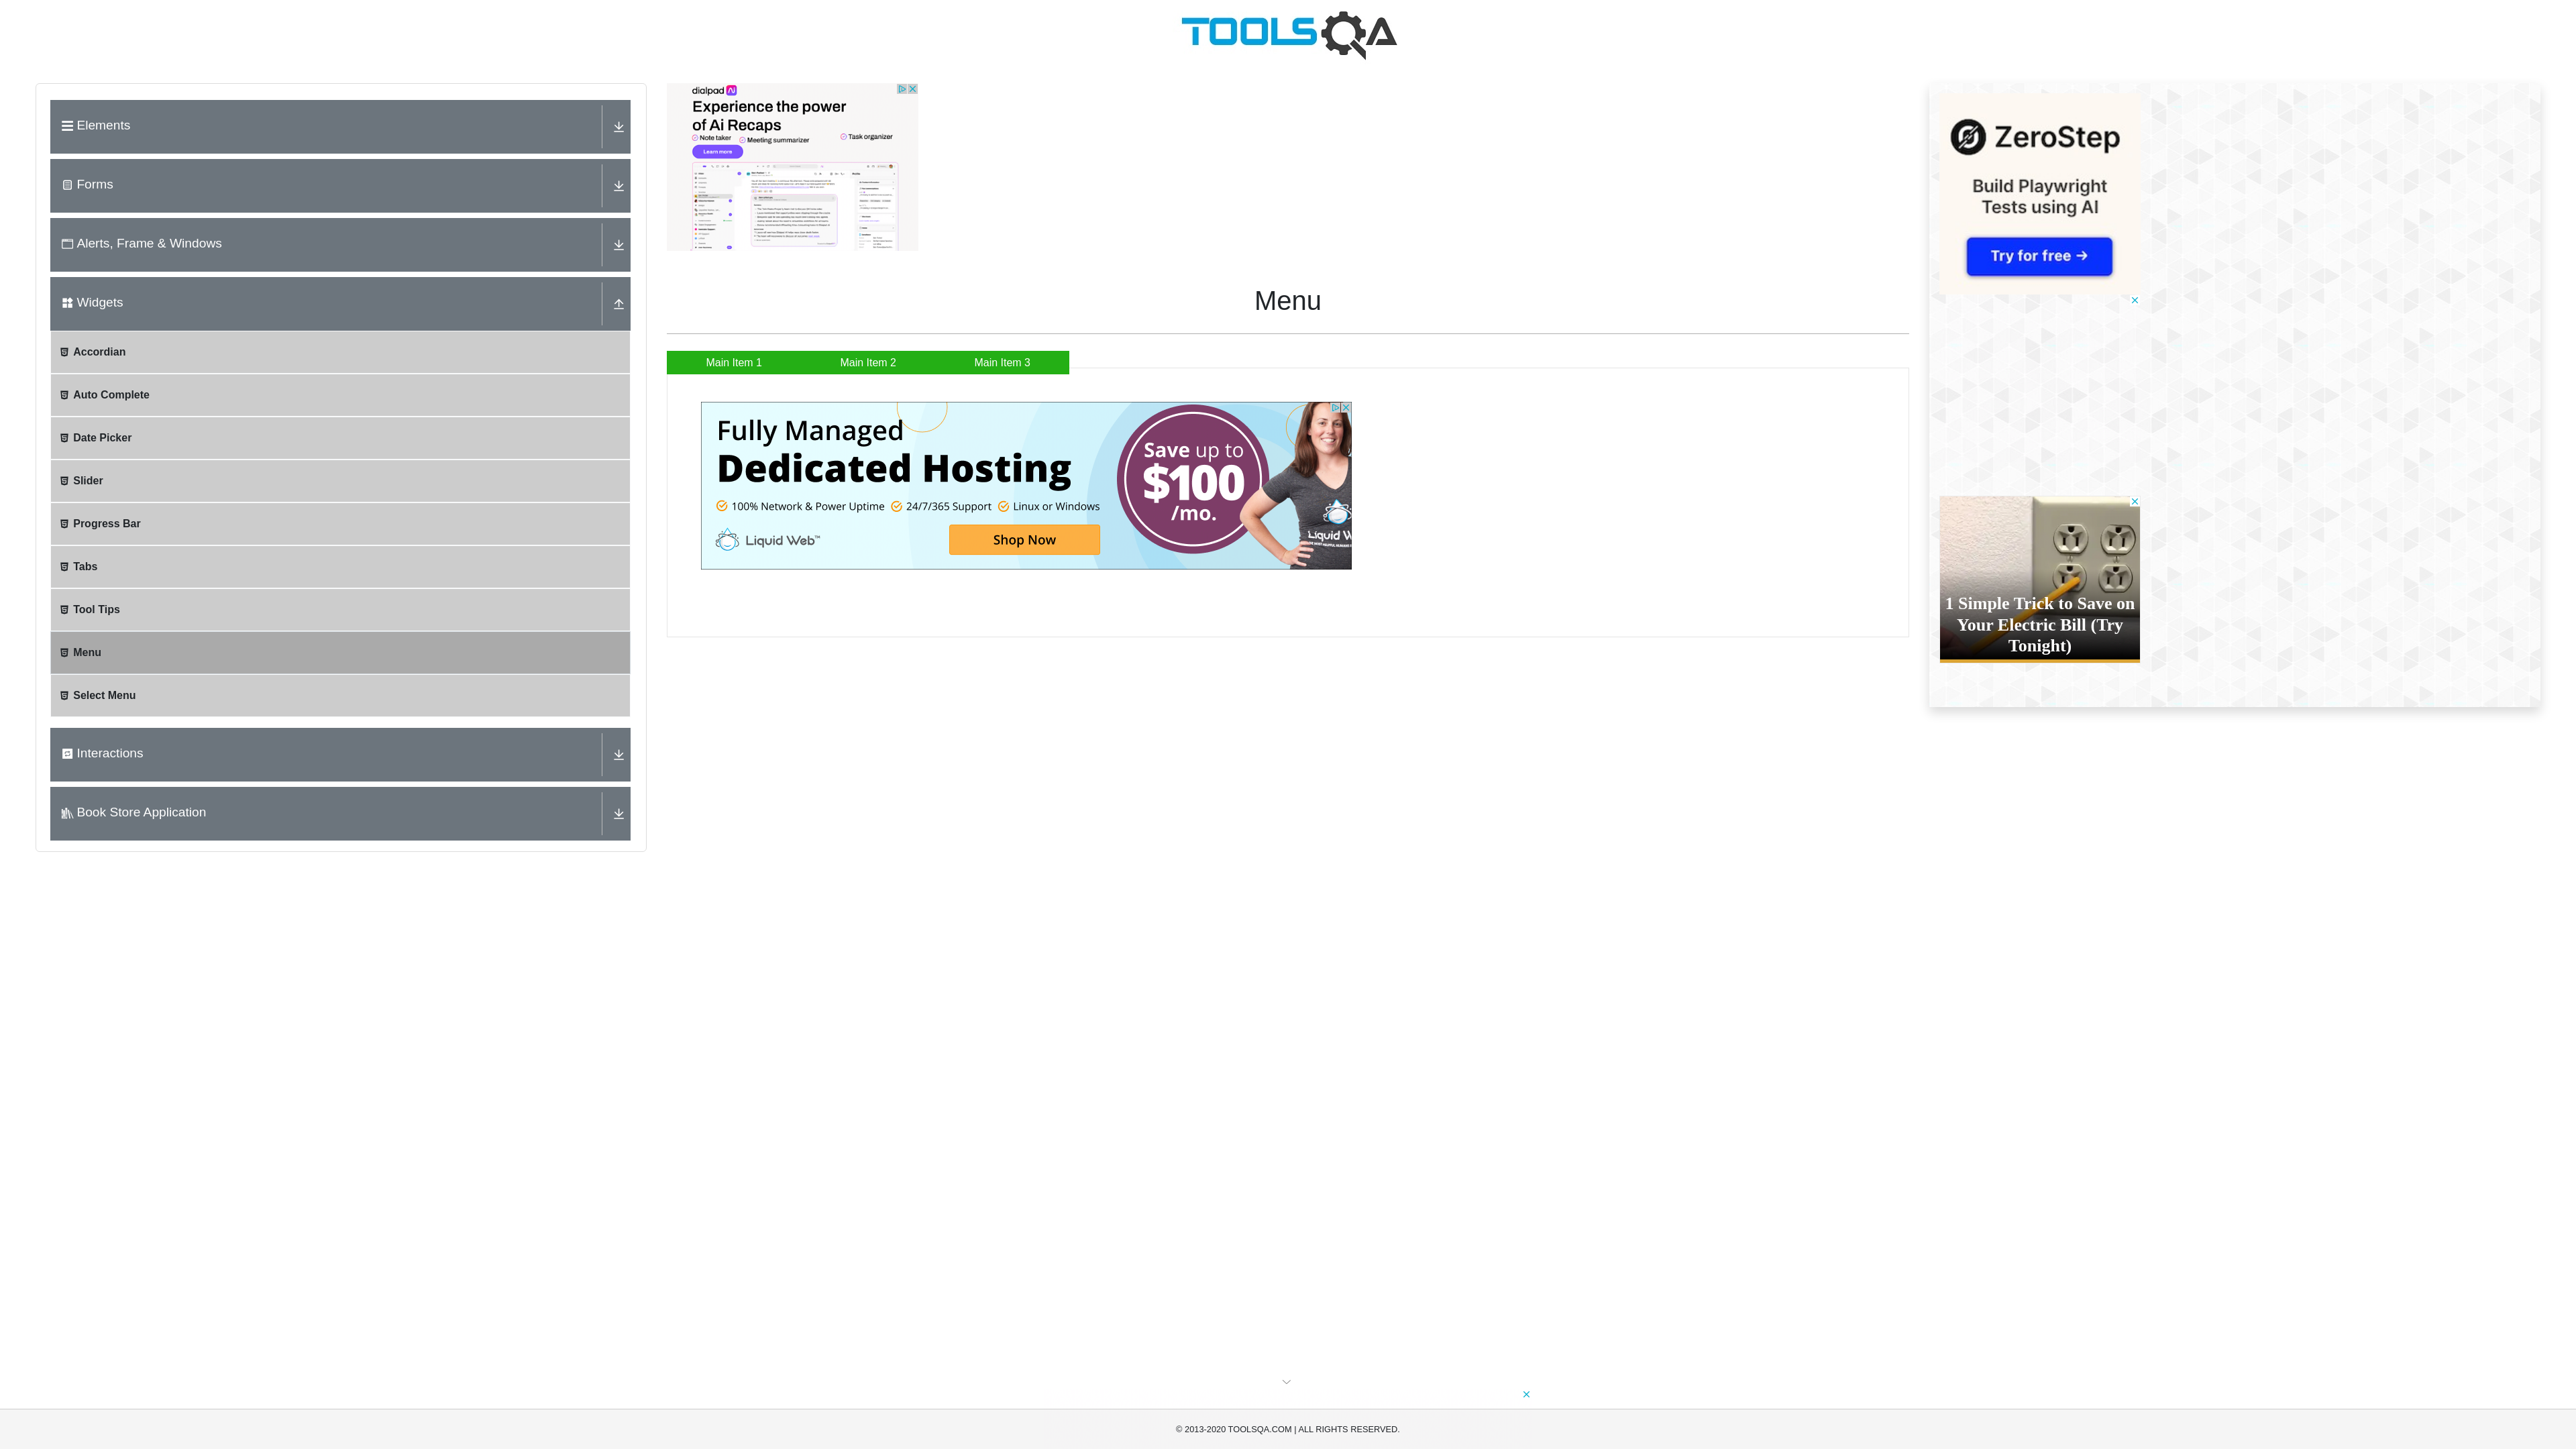 TOOLSQA
Elements
Forms
Alerts, Frame & Windows
Widgets
Accordian
Auto Complete
Date Picker
Slider
Progress Bar
Tabs
Tool Tips
Menu
Select Menu
Interactions
Book Store Application
dialpad Ai
Experience the power
of Ai Recaps
Note taker
Meeting summarizer
Task organizer
Learn more
Menu
Main Item 1
Main Item 2
Main Item 3
Fully Managed
Dedicated Hosting
100% Network & Power Uptime
24/7/365 Support
Linux or Windows
Liquid Web™
Shop Now
Save up to
$100
/mo.
Liquid W
ZeroStep
Build Playwright
Tests using AI
Try for free →
1 Simple Trick to Save on
Your Electric Bill (Try
Tonight)
© 2013-2020 TOOLSQA.COM | ALL RIGHTS RESERVED.